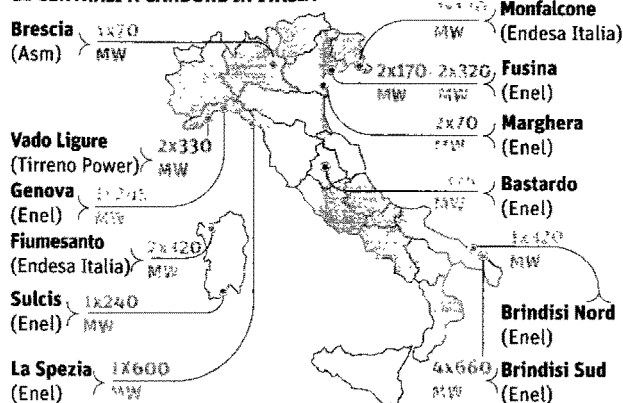 LE CENTRALI A CARBONE IN ITALIA
Brescia
(Asm)
1x70
MW
Monfalcone
(Endesa Italia)
MW
Fusina
(Enel)
2x170 2x320
MW MW
Marghera
(Enel)
2x70
MW
Vado Ligure
(Tirreno Power)
2x330
MW
Genova
(Enel)
MW
Bastardo
(Enel)
MW
Fiumesanto
(Endesa Italia)
2x320
MW
Brindisi Nord
(Enel)
MW
Sulcis
(Enel)
1x240
MW
La Spezia
(Enel)
1X600
MW
Brindisi Sud
(Enel)
4x660
MW